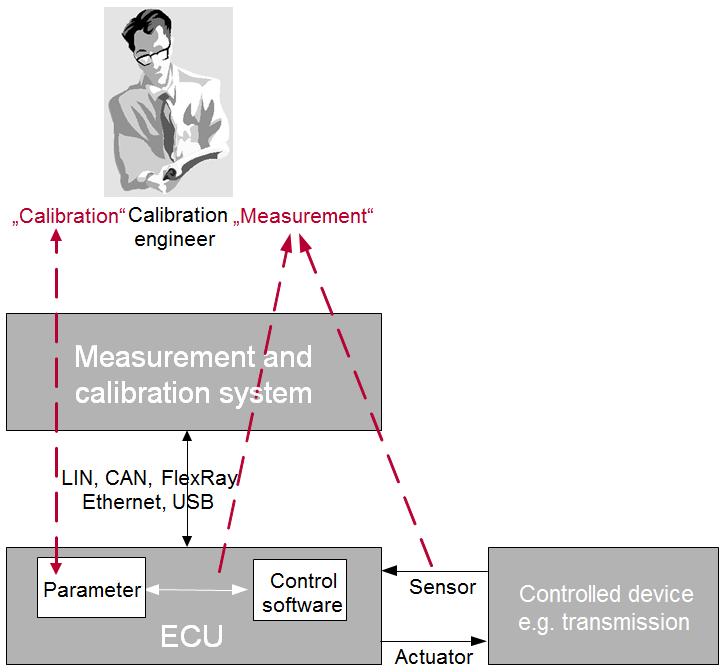 „Calibration“ Calibration „Measurement“
engineer
Measurement and
calibration system
LIN, CAN, FlexRay
Ethernet, USB
Parameter
Control
software
ECU
Sensor
Actuator
Controlled device
e.g. transmission